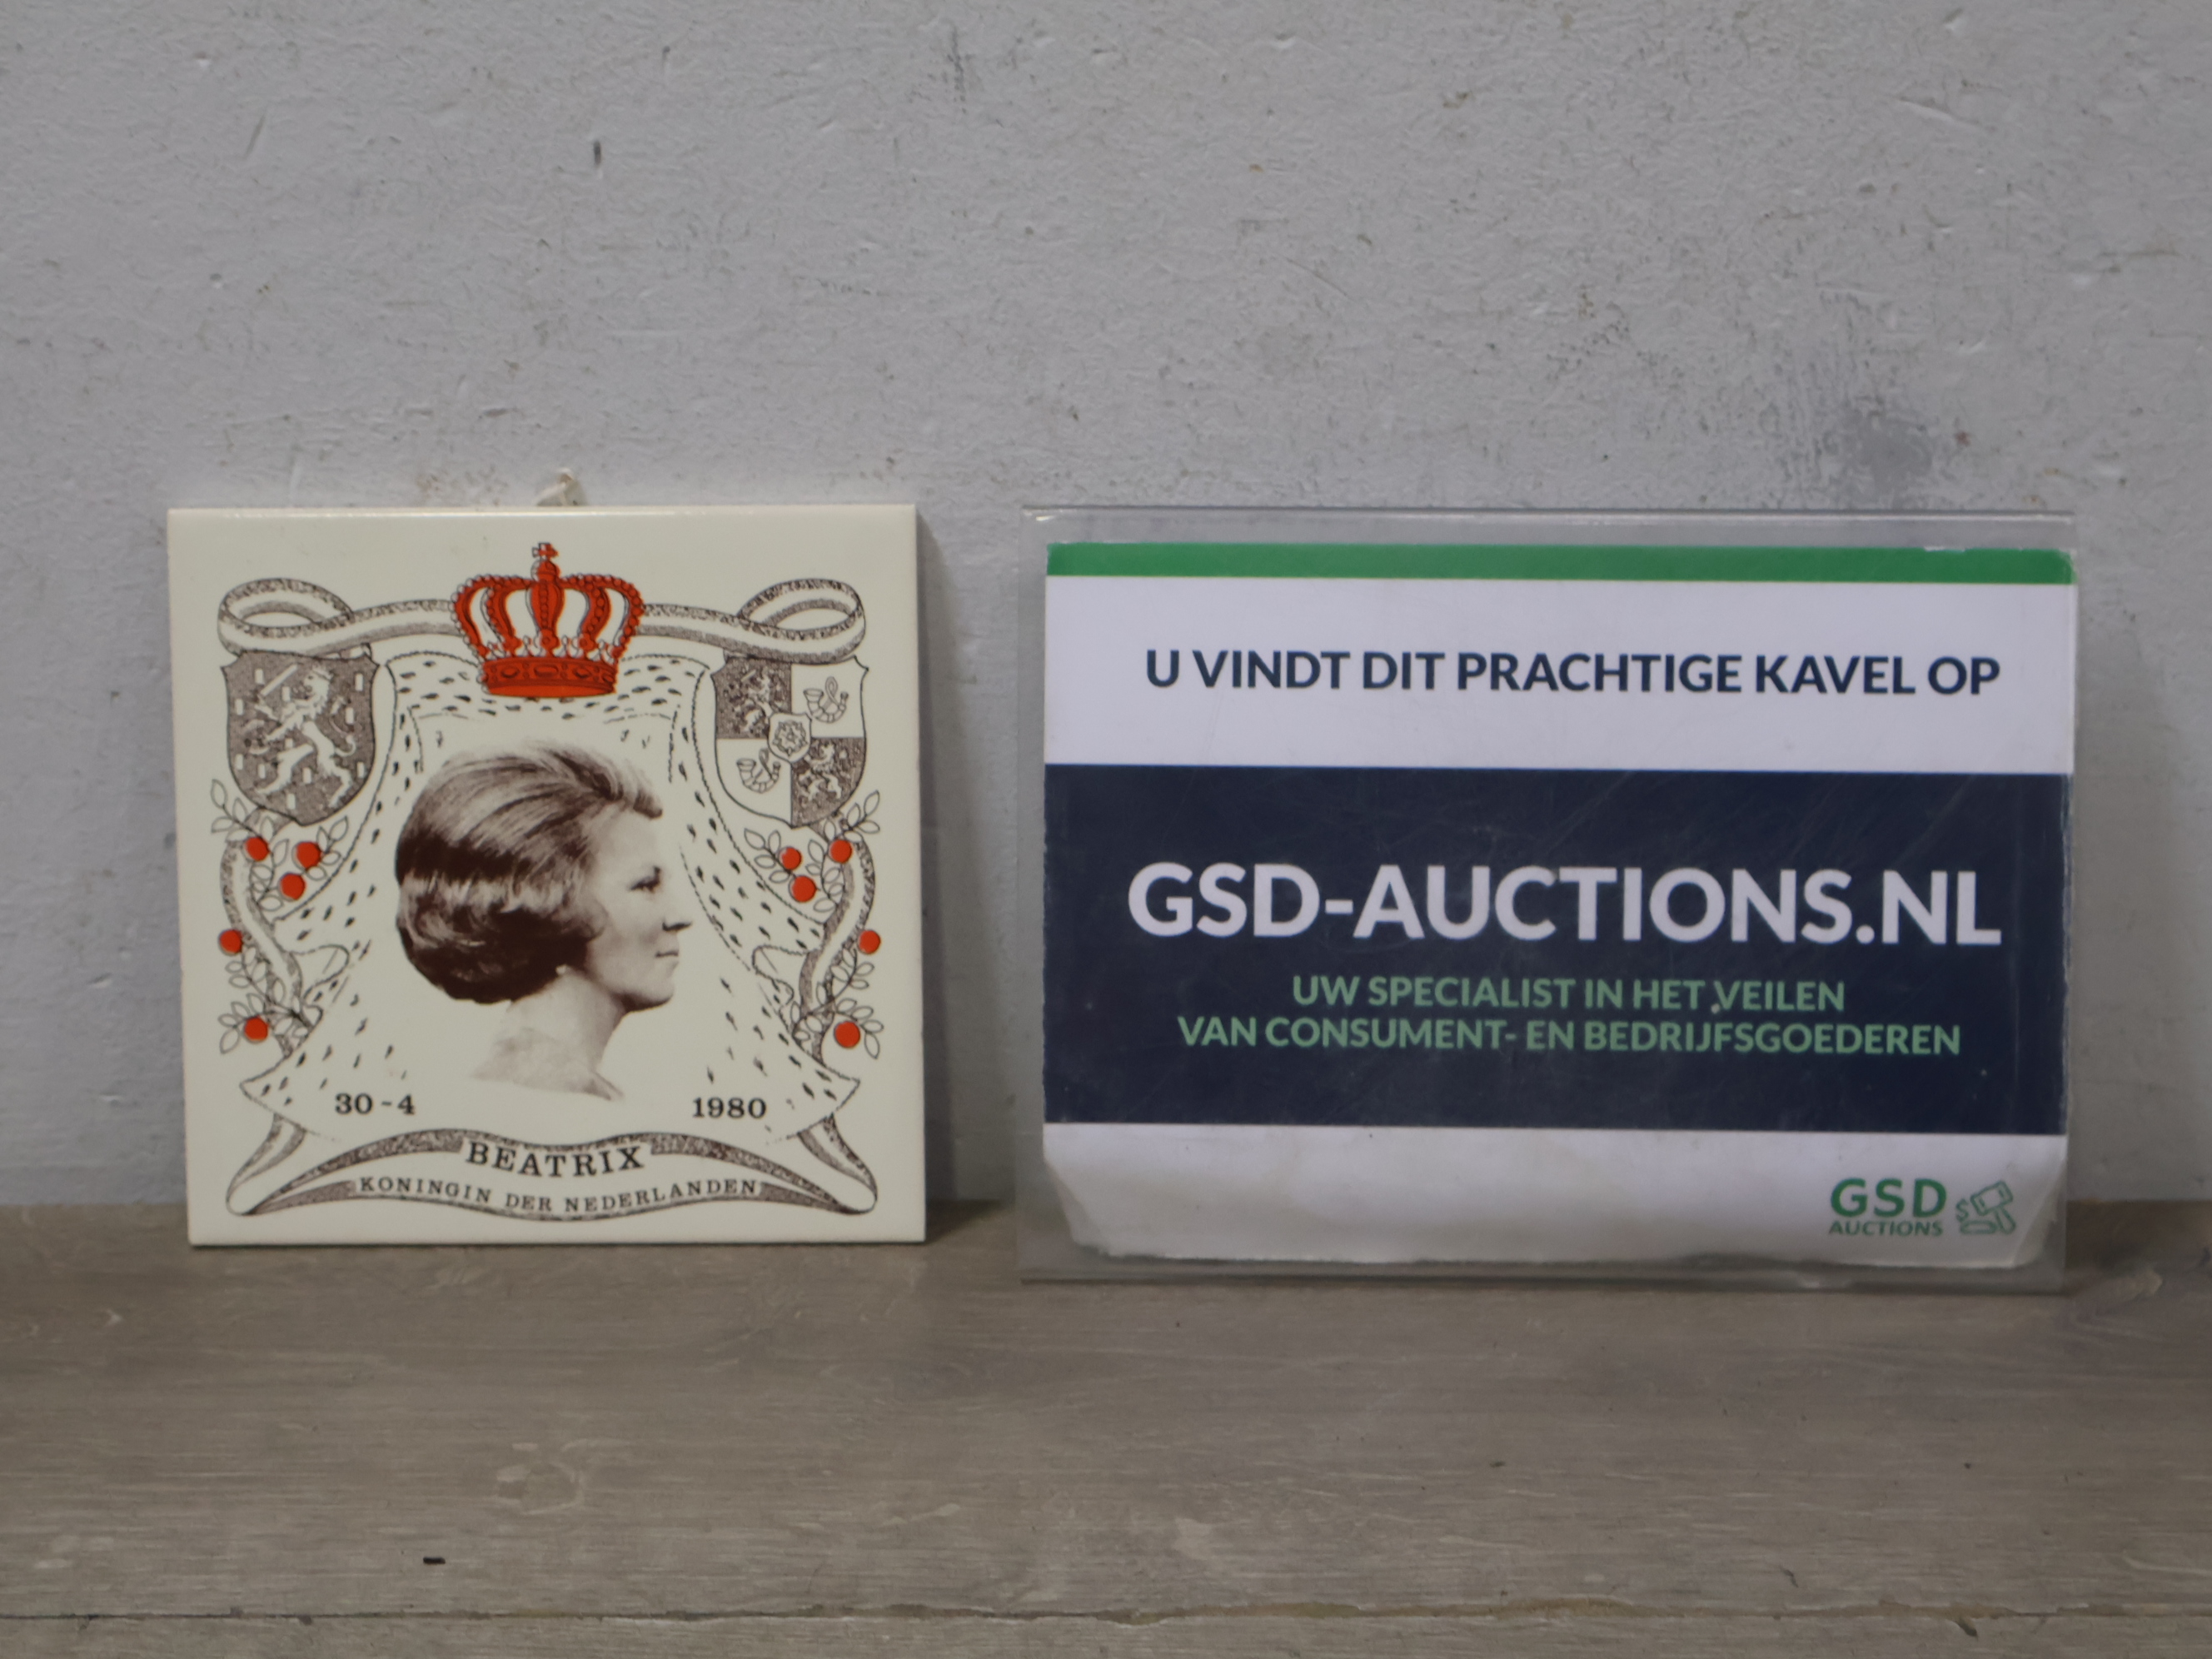 30-4 1980
BEATRIX
KONINGIN DER NEDERLANDEN
U VINDT DIT PRACHTIGE KAVEL OP
GSD-AUCTIONS.NL
UW SPECIALIST IN HET VEILEN
VAN CONSUMENT- EN BEDRIJFSGOEDEREN
GSD
AUCTIONS
$